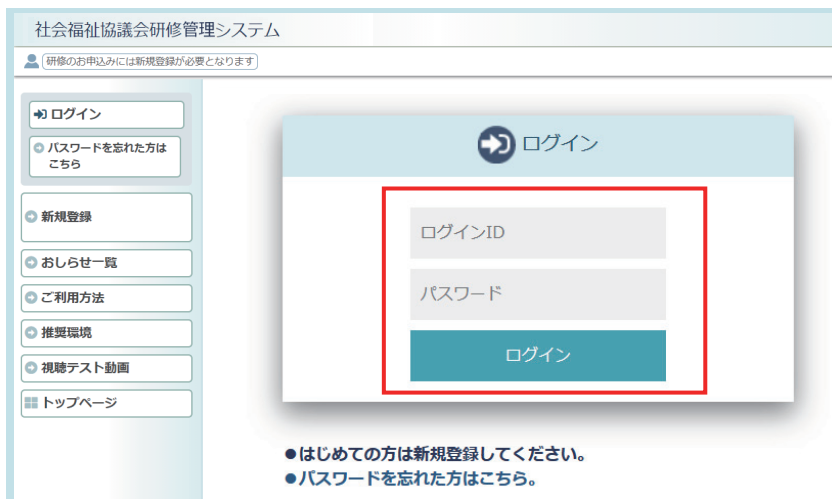 社会福祉協議会研修管理システム
研修のお申込みには新規登録が必要となります
ログイン
パスワードを忘れた方は
こちら
新規登録
おしらせ一覧
ご利用方法
推奨環境
視聴テスト動画
トップページ
ログイン
ログインID
パスワード
ログイン
●はじめての方は新規登録してください。
●パスワードを忘れた方はこちら。